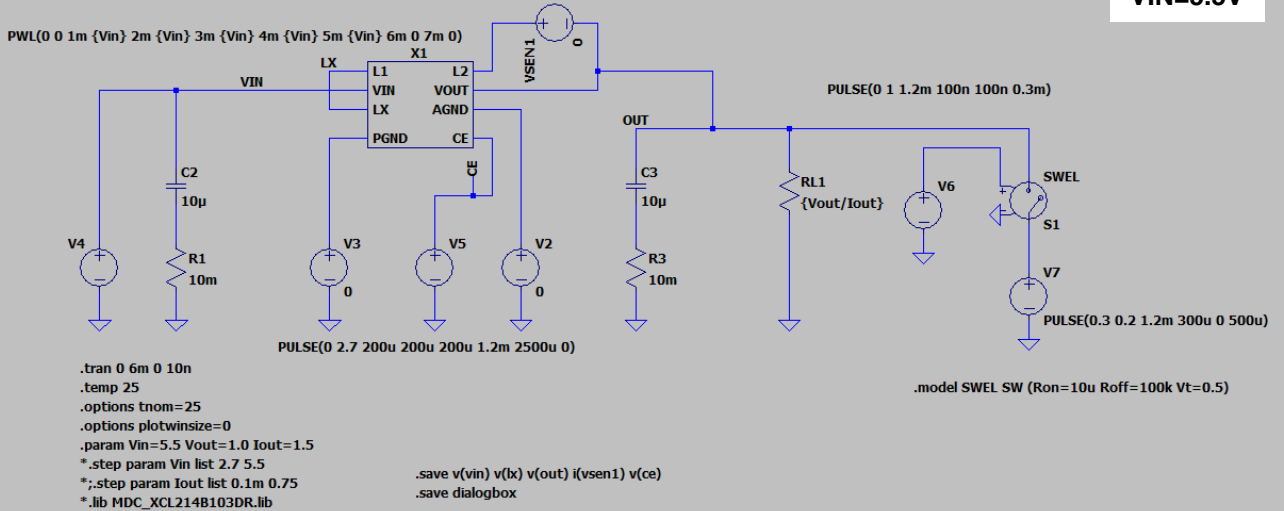 VIN=5.5V
PWL(0 0 1m {Vin} 2m {Vin} 3m {Vin} 4m {Vin} 5m {Vin} 6m 0 7m 0)
X1
VSEN1
0
LX
L1
L2
VIN
VIN
VOUT
LX
AGND
PGND
CE
CE
PULSE(0 1 1.2m 100n 100n 0.3m)
OUT
C2
10µ
C3
10µ
RL1
{Vout/Iout}
V6
SWEL
S1
V4
R1
10m
V3
0
V5
V2
0
R3
10m
V7
PULSE(0.3 0.2 1.2m 300u 0 500u)
PULSE(0 2.7 200u 200u 200u 1.2m 2500u 0)
.tran 0 6m 0 10n
.temp 25
.options tnom=25
.options plotwinsize=0
.param Vin=5.5 Vout=1.0 Iout=1.5
*.step param Vin list 2.7 5.5
*;.step param Iout list 0.1m 0.75
*.lib MDC_XCL214B103DR.lib
.save v(vin) v(lx) v(out) i(vsen1) v(ce)
.save dialogbox
.model SWEL SW (Ron=10u Roff=100k Vt=0.5)